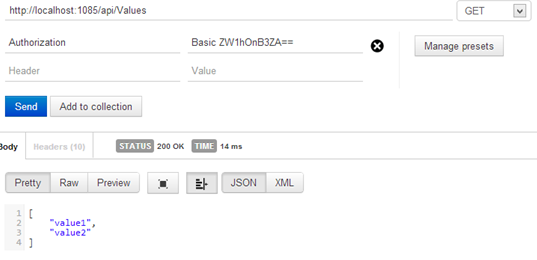 http://localhost:1085/api/Values GET
Authorization Basic ZW1hOnB3ZA== Manage presets
Header Value
Send Add to collection
Body Headers (10) STATUS 200 OK TIME 14 ms
Pretty Raw Preview JSON XML
1 [
2 "value1",
3 "value2"
4 ]